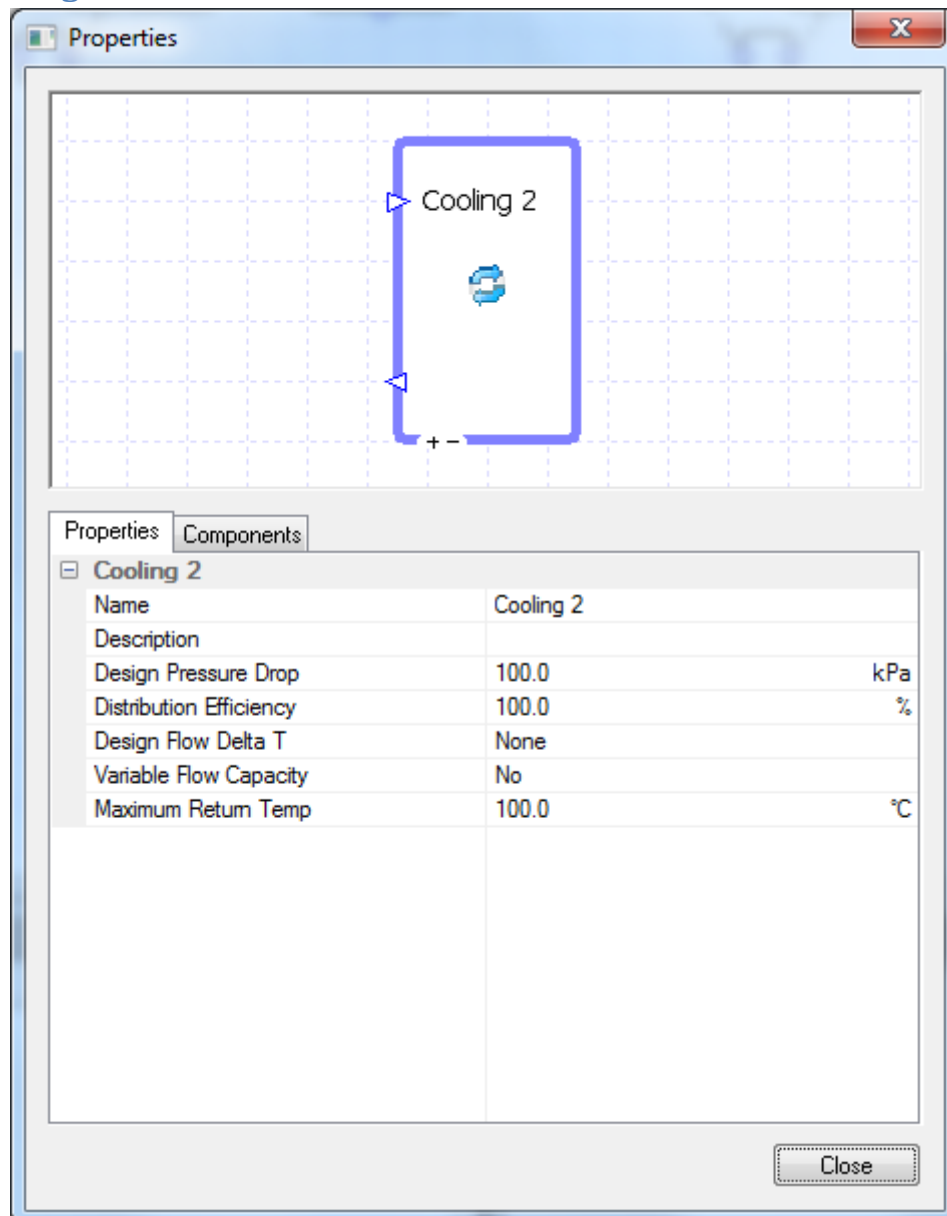 Properties
Cooling 2
+ −
Properties Components
Cooling 2
Name Cooling 2
Description
Design Pressure Drop 100.0 kPa
Distribution Efficiency 100.0 %
Design Flow Delta T None
Variable Flow Capacity No
Maximum Return Temp 100.0 °C
Close